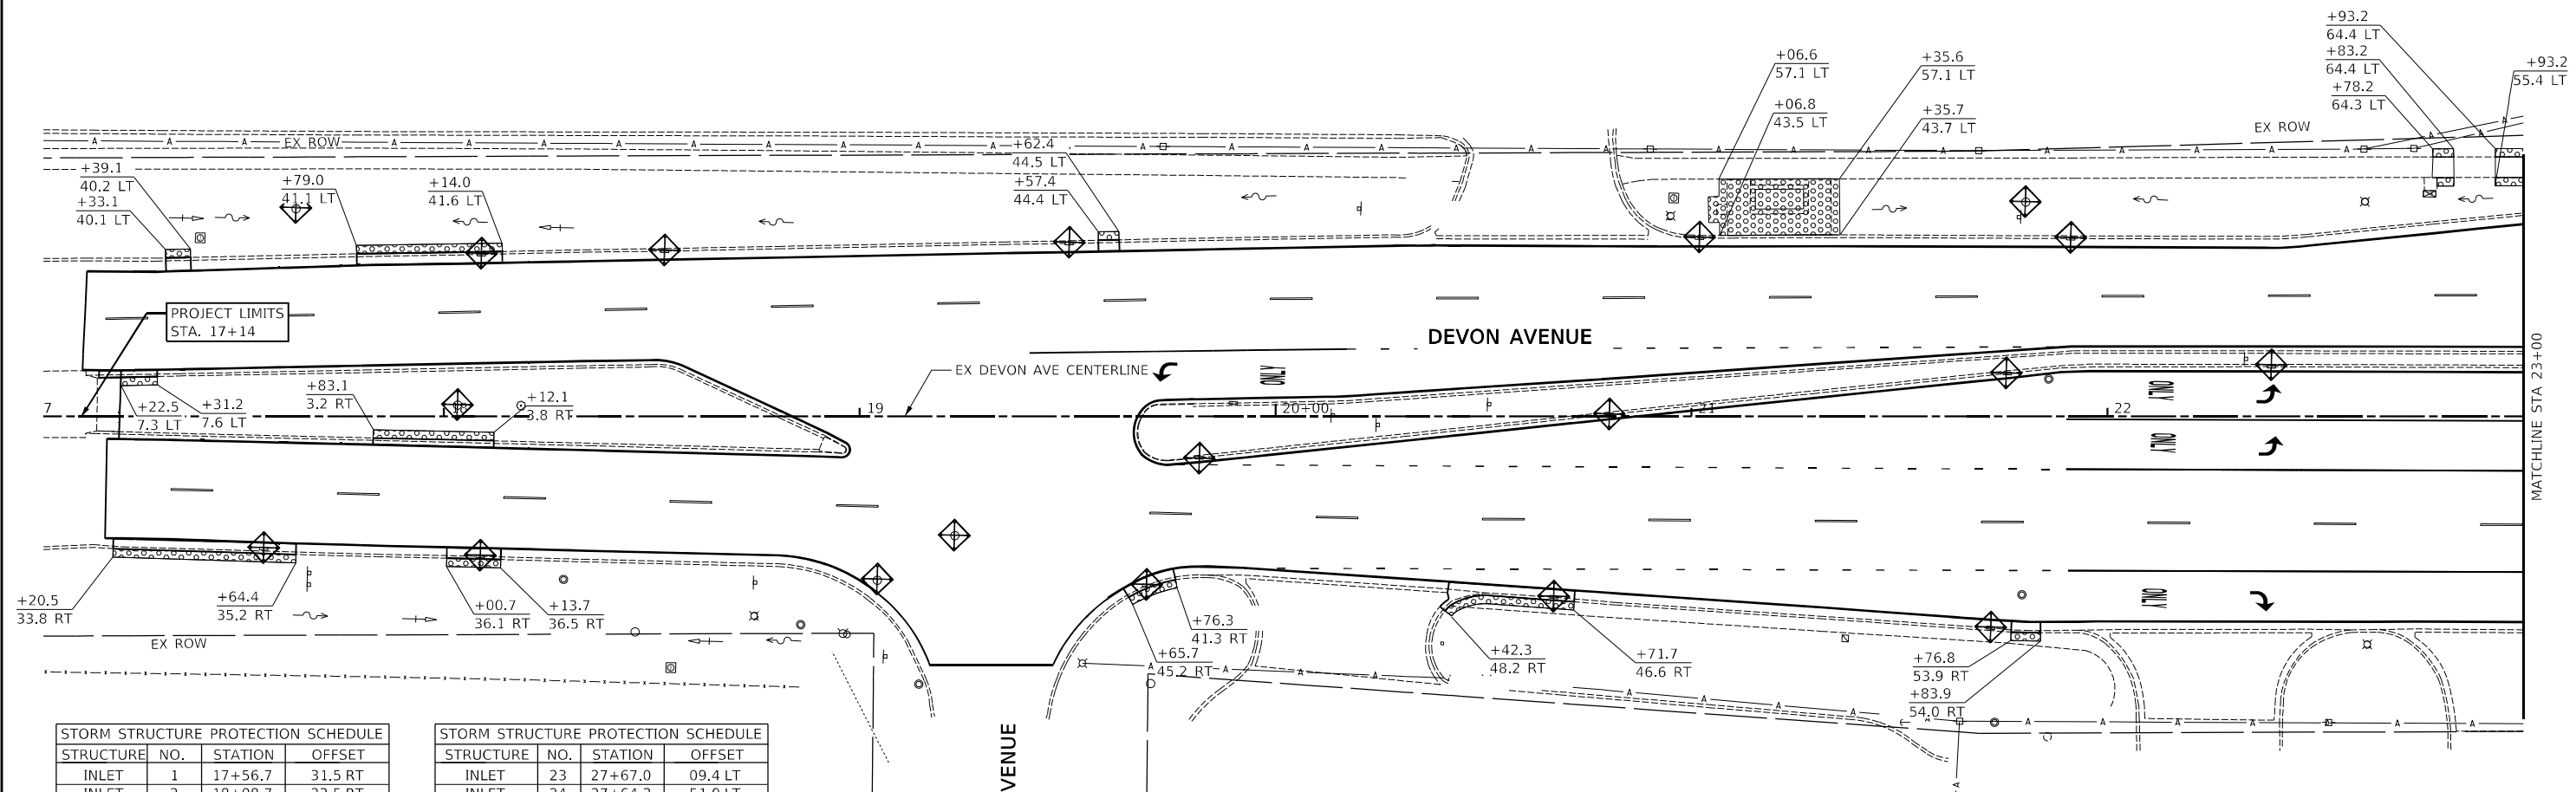 +93.2
64.4 LT
+83.2
64.4 LT
+78.2
64.3 LT
+93.2
55.4 LT
+06.6
57.1 LT
+35.6
57.1 LT
+06.8
43.5 LT
+35.7
43.7 LT
EX ROW
EX ROW
+62.4
44.5 LT
+57.4
44.4 LT
+39.1
40.2 LT
+33.1
40.1 LT
+79.0
41.1 LT
+14.0
41.6 LT
PROJECT LIMITS
STA. 17+14
DEVON AVENUE
EX DEVON AVE CENTERLINE
ONLY
ONLY
ONLY
ONLY
MATCHLINE STA 23+00
7
19
20+00
21
22
+22.5
7.3 LT
+31.2
7.6 LT
+83.1
3.2 RT
+12.1
3.8 RT
+20.5
33.8 RT
+64.4
35.2 RT
+00.7
36.1 RT
+13.7
36.5 RT
EX ROW
+76.3
41.3 RT
+65.7
45.2 RT
+42.3
48.2 RT
+71.7
46.6 RT
+76.8
53.9 RT
+83.9
54.0 RT
VENUE
STORM STRUCTURE PROTECTION SCHEDULE
STRUCTURE NO. STATION OFFSET
INLET 1 17+56.7 31.5 RT
STORM STRUCTURE PROTECTION SCHEDULE
STRUCTURE NO. STATION OFFSET
INLET 23 27+67.0 09.4 LT